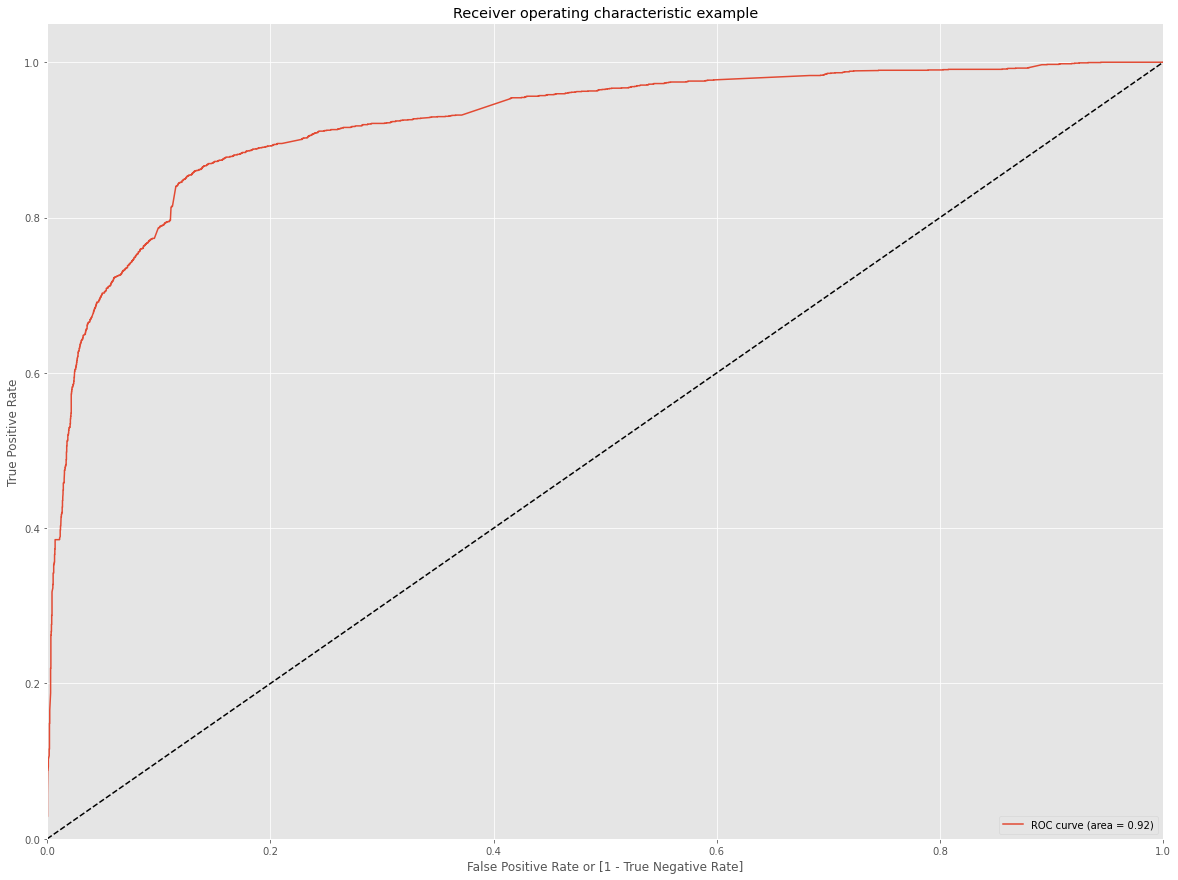 Receiver operating characteristic example
1.0
0.8
0.6
0.4
0.2
0.0
True Positive Rate
0.0 0.2 0.4 0.6 0.8 1.0
False Positive Rate or [1 - True Negative Rate]
ROC curve (area = 0.92)